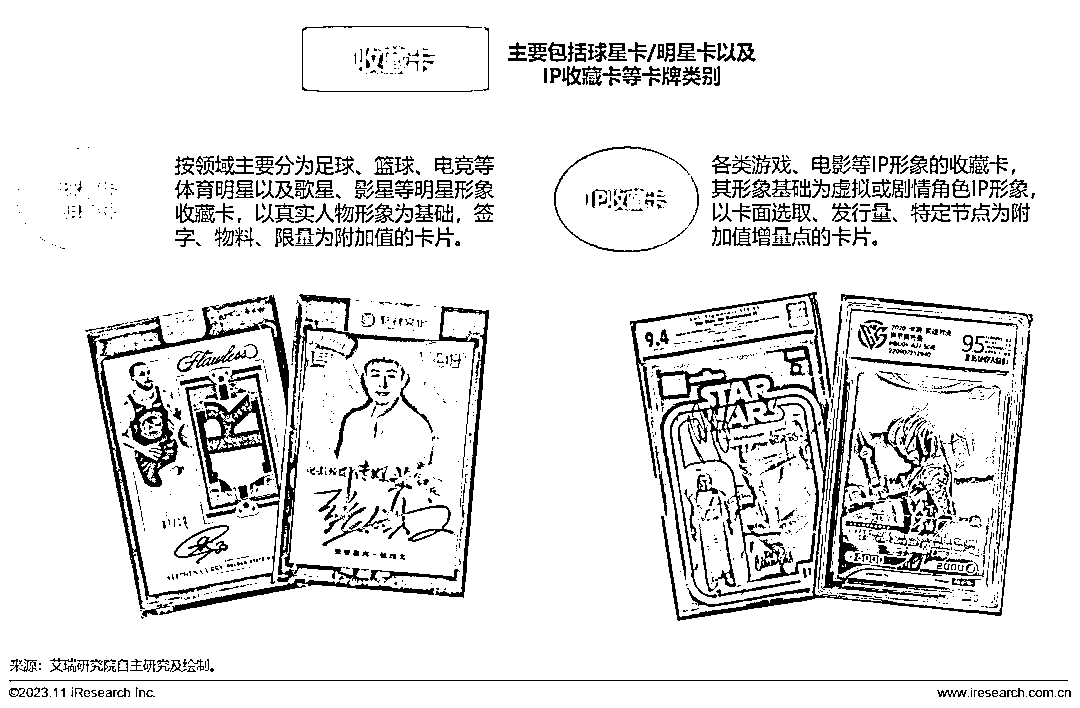 收藏卡
主要包括球星卡/明星卡以及
IP收藏卡等卡牌类别
按领域主要分为足球、篮球、电竞等
体育明星以及歌星、影星等明星形象
收藏卡，以真实人物形象为基础，签
字、物料、限量为附加值的卡片。
IP收藏卡
各类游戏、电影等IP形象的收藏卡，
其形象基础为虚拟或剧情角色IP形象，
以卡面选取、发行量、特定节点为附
加值增量点的卡片。
Flawless
9.4
STAR
WARS
95
5000
2000
来源：艾瑞研究院自主研究及绘制。
©2023.11 iResearch Inc.
www.iresearch.com.cn